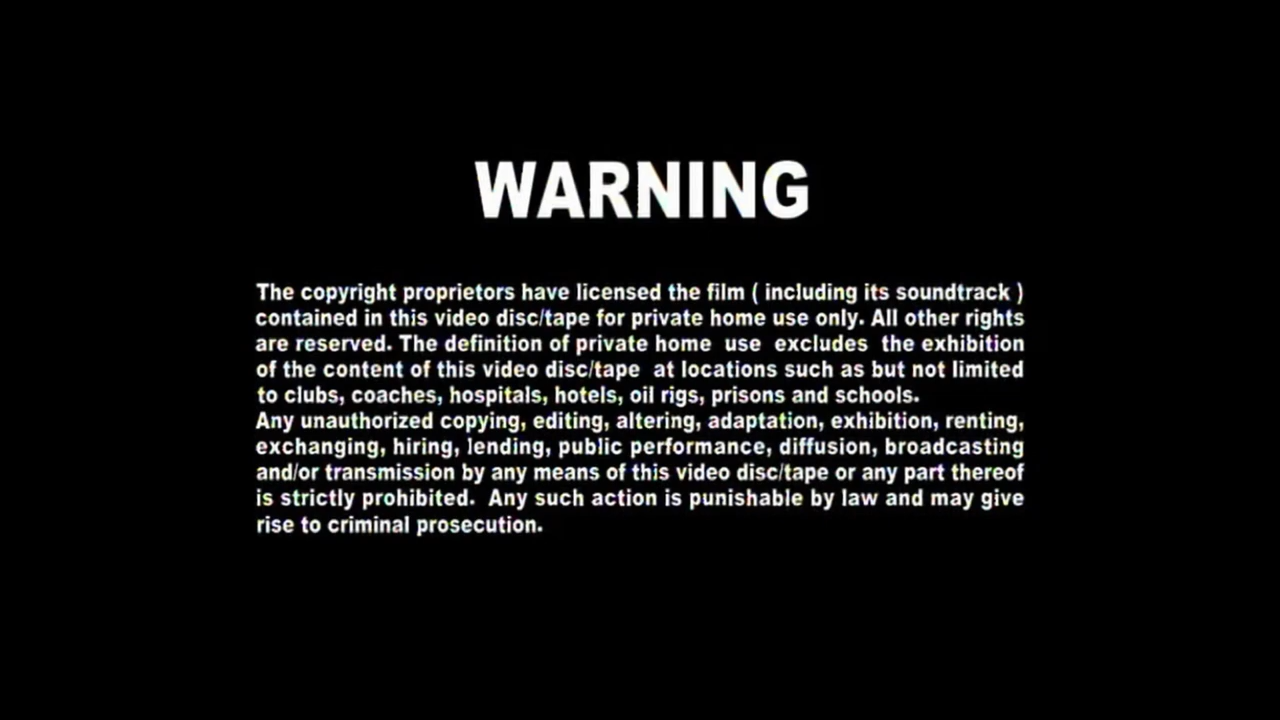 WARNING
The copyright proprietors have licensed the film ( including its soundtrack )
contained in this video disc/tape for private home use only. All other rights
are reserved. The definition of private home  use  excludes  the exhibition
of the content of this video disc/tape  at locations such as but not limited
to clubs, coaches, hospitals, hotels, oil rigs, prisons and schools.
Any unauthorized copying, editing, altering, adaptation, exhibition, renting,
exchanging, hiring, lending, public performance, diffusion, broadcasting
and/or transmission by any means of this video disc/tape or any part thereof
is strictly prohibited.  Any such action is punishable by law and may give
rise to criminal prosecution.